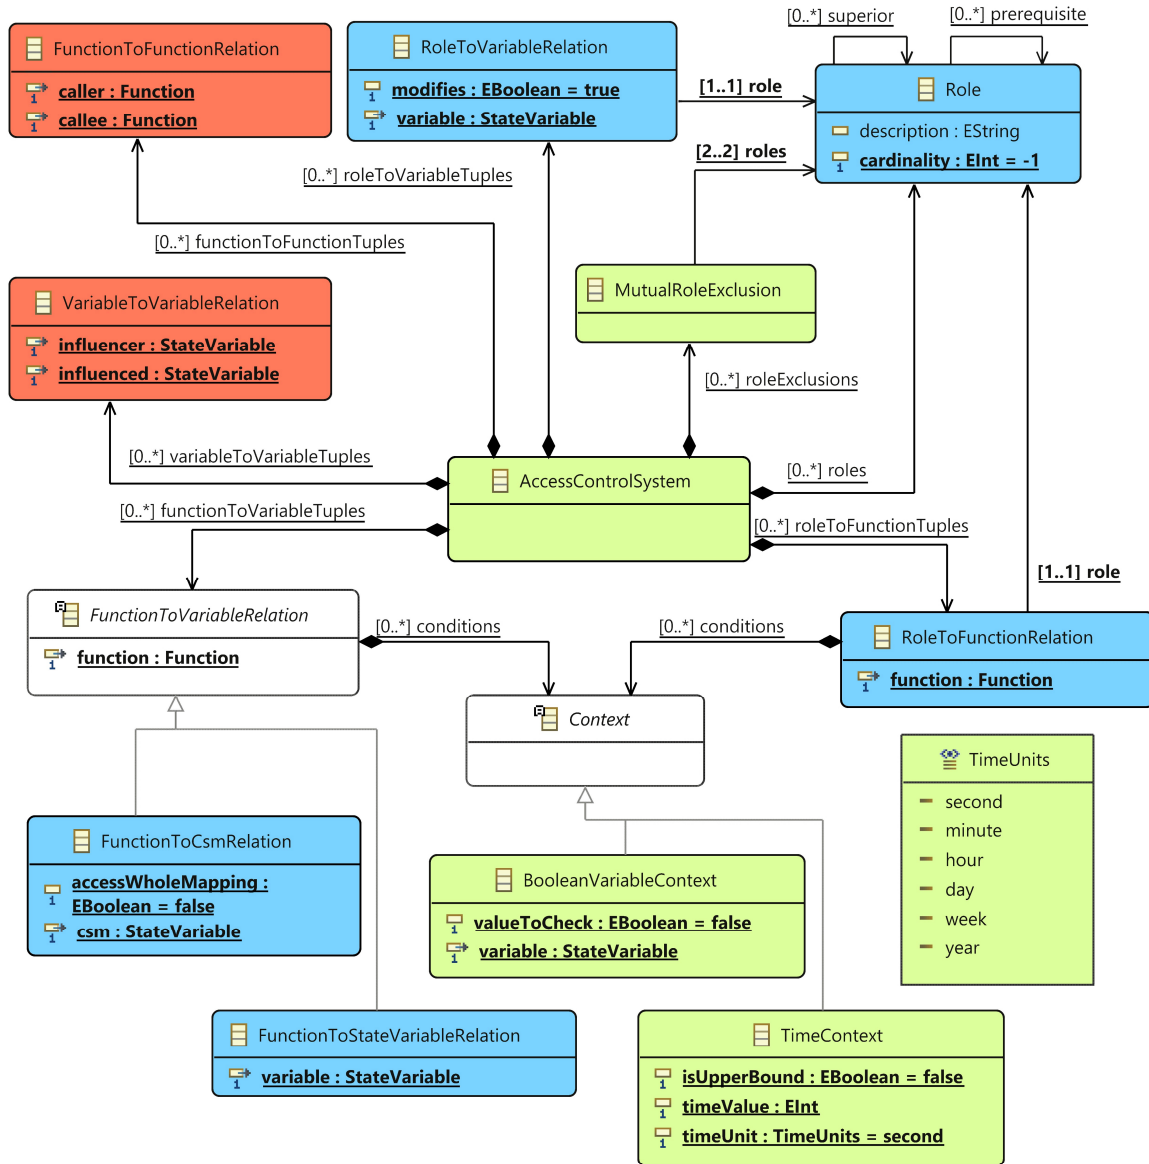 [0..*] superior
[0..*] prerequisite
FunctionToFunctionRelation
caller : Function
callee : Function
RoleToVariableRelation
modifies : EBoolean = true
variable : StateVariable
[1..1] role
Role
description : EString
cardinality : EInt = -1
[2..2] roles
[0..*] roleToVariableTuples
[0..*] functionToFunctionTuples
VariableToVariableRelation
influencer : StateVariable
influenced : StateVariable
MutualRoleExclusion
[0..*] roleExclusions
[0..*] variableToVariableTuples
AccessControlSystem
[0..*] roles
[0..*] functionToVariableTuples
[0..*] roleToFunctionTuples
[1..1] role
FunctionToVariableRelation
function : Function
[0..*] conditions
[0..*] conditions
RoleToFunctionRelation
function : Function
Context
TimeUnits
second
minute
hour
day
week
year
FunctionToCsmRelation
accessWholeMapping :
EBoolean = false
csm : StateVariable
BooleanVariableContext
valueToCheck : EBoolean = false
variable : StateVariable
FunctionToStateVariableRelation
variable : StateVariable
TimeContext
isUpperBound : EBoolean = false
timeValue : EInt
timeUnit : TimeUnits = second